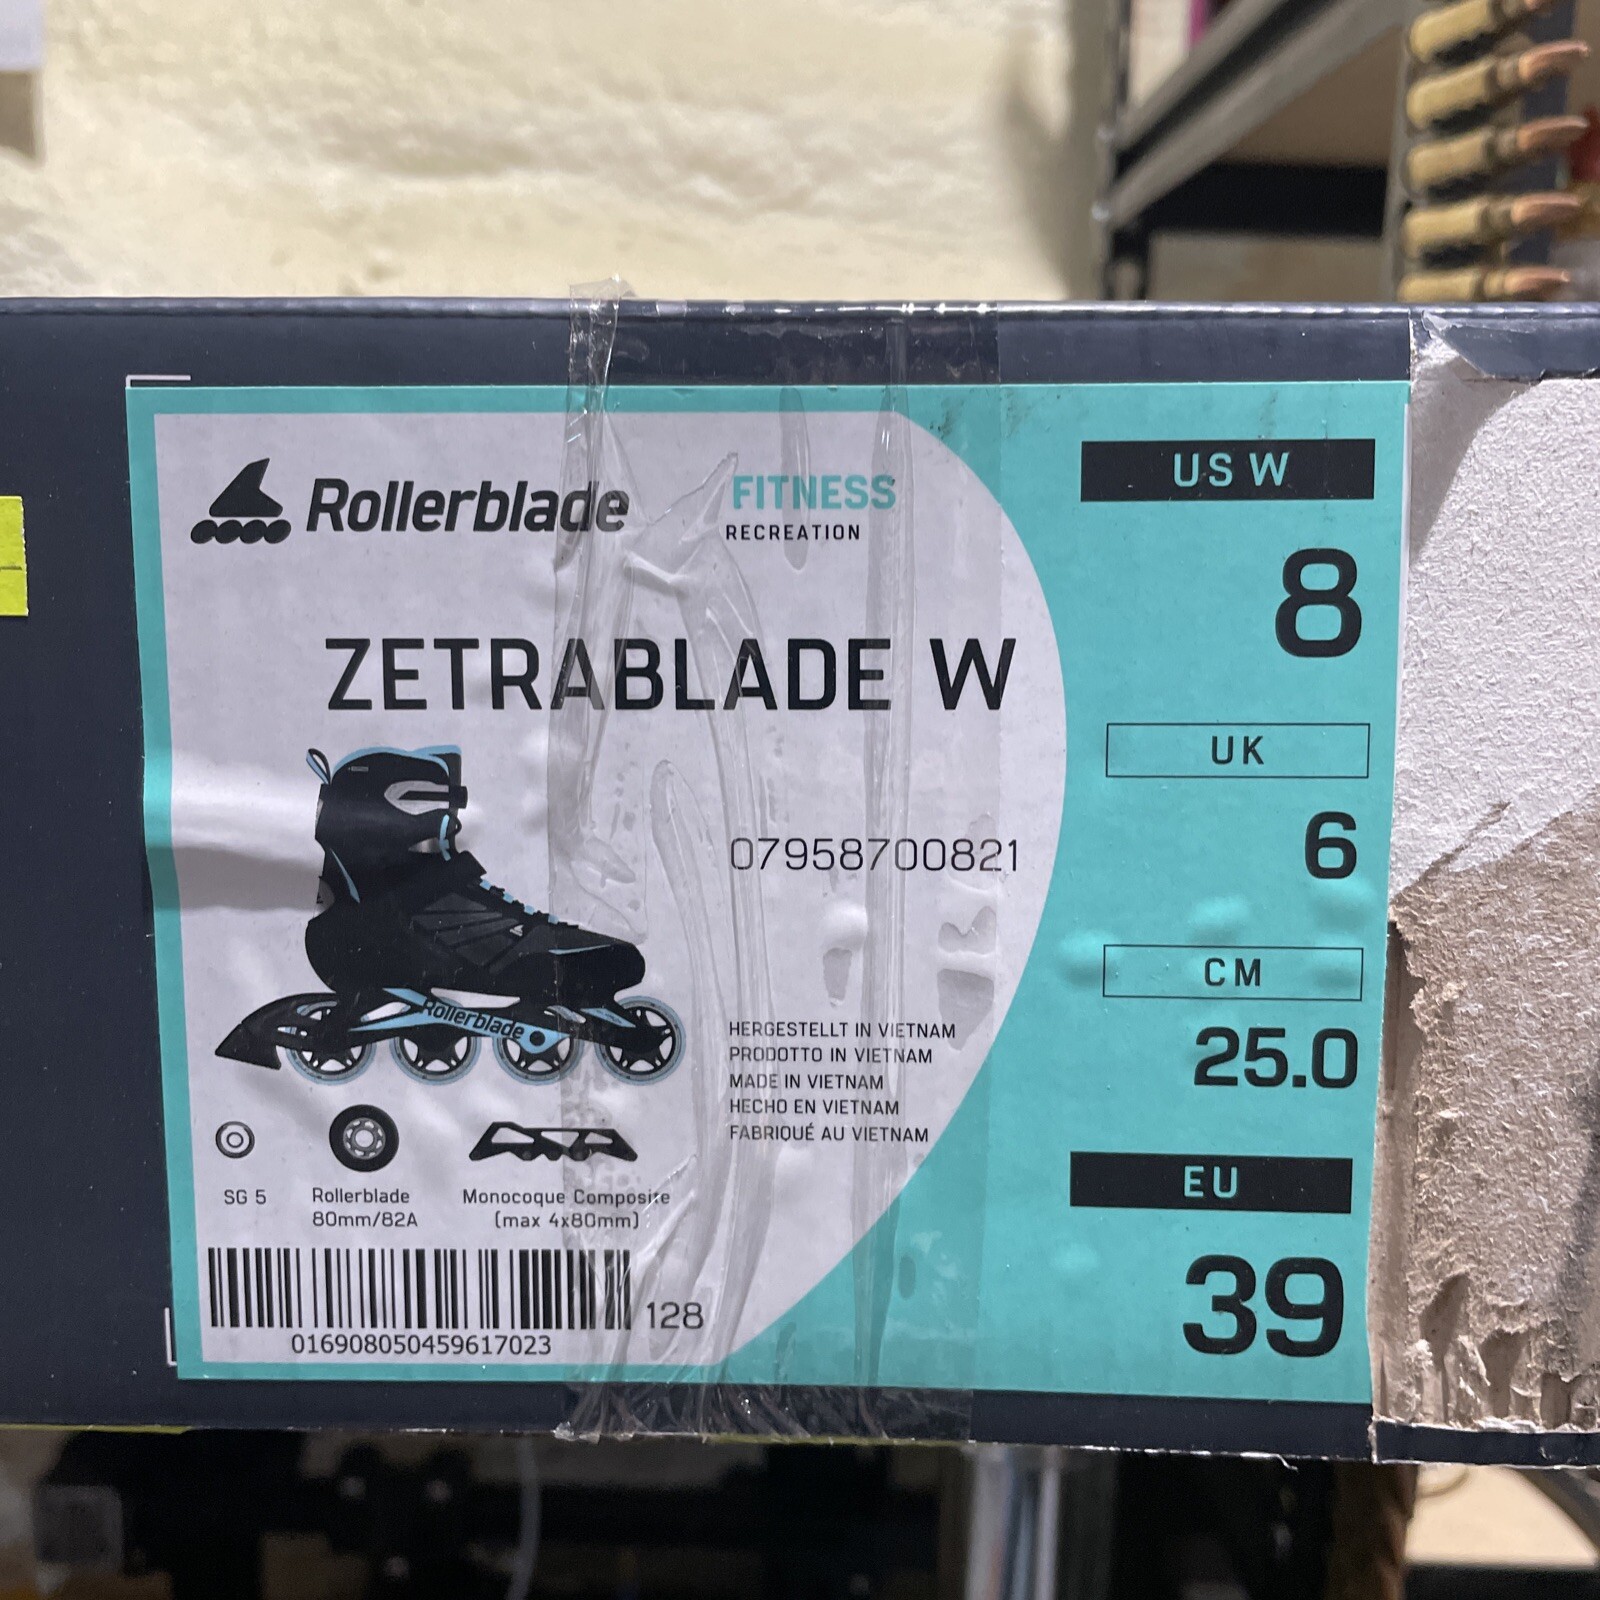 Rollerblade
FITNESS
RECREATION
ZETRABLADE W
07958700821
Rollerblade
HERGESTELLT IN VIETNAM
PRODOTTO IN VIETNAM
MADE IN VIETNAM
HECHO EN VIETNAM
FABRIQUÉ AU VIETNAM
SG 5
Rollerblade
80mm/82A
Monocoque Composite
(max 4x80mm)
128
016908050459617023
US W
8
UK
6
CM
25.0
EU
39